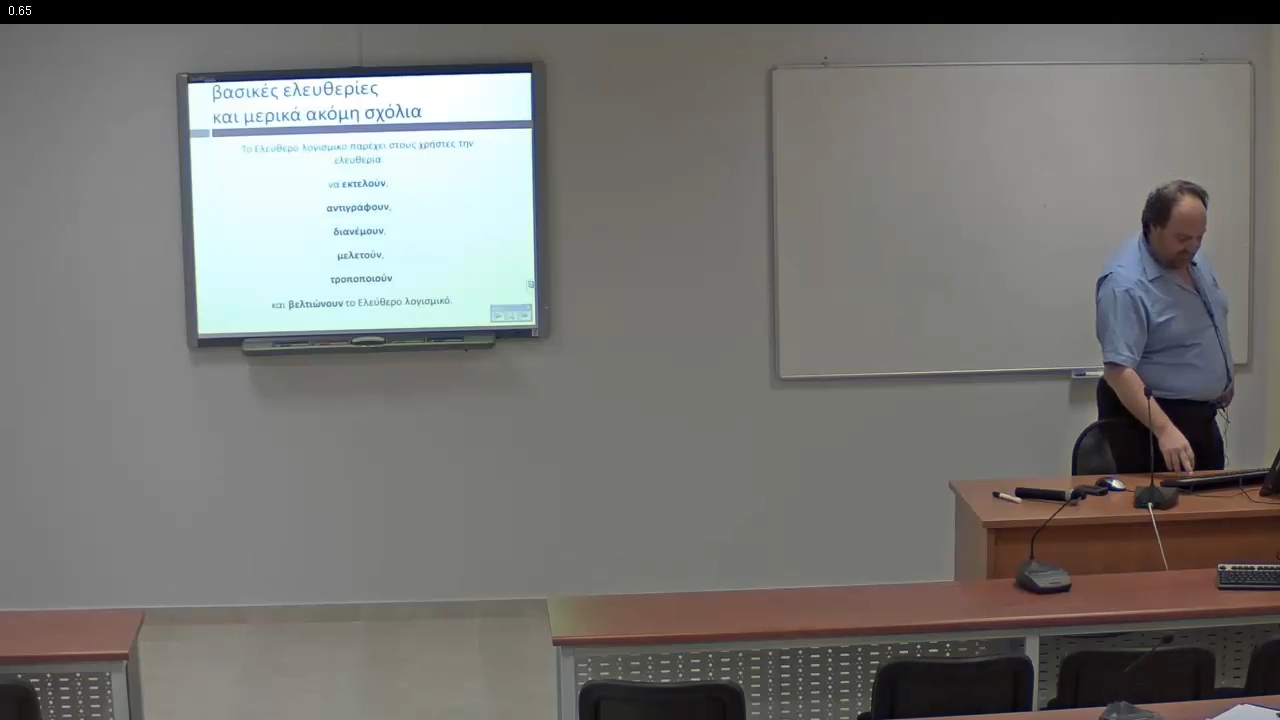 0.65
βασικές ελευθερίες
και μερικά ακόμη σχόλια
Το Ελεύθερο λογισμικό παρέχει στους χρήστες την
ελευθερία
να εκτελούν,
αντιγράφουν,
διανέμουν,
μελετούν,
τροποποιούν
και βελτιώνουν το Ελεύθερο λογισμικό.